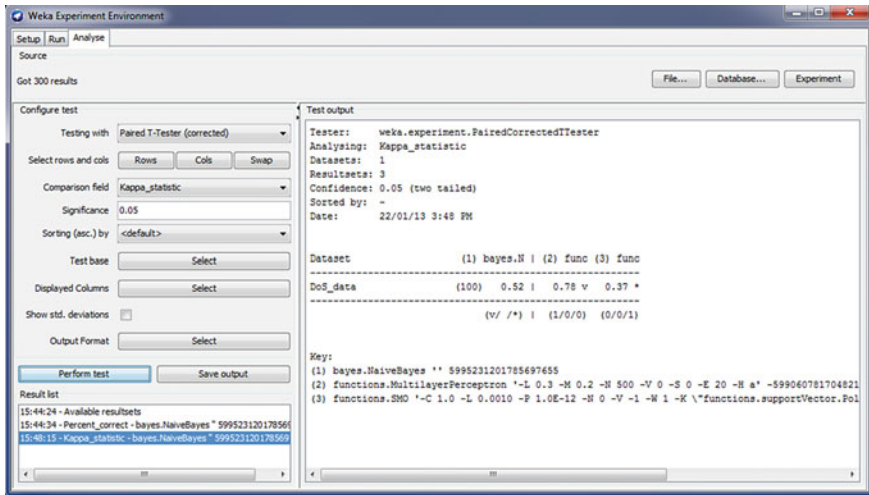 Weka Experiment Environment
Setup Run Analyse
Source
Got 300 results
File... Database... Experiment
Configure test
Testing with Paired T-Tester (corrected)
Select rows and cols Rows Cols Swap
Comparison field Kappa_statistic
Significance 0.05
Sorting (asc.) by <default>
Test base Select
Displayed Columns Select
Show std. deviations
Output Format Select
Perform test Save output
Result list
15:44:24 - Available resultsets
15:44:34 - Percent_correct - bayes.NaiveBayes '' 599523120178569
15:48:15 - Kappa_statistic - bayes.NaiveBayes '' 5995231201785697
Test output
Tester: weka.experiment.PairedCorrectedTTester
Analysing: Kappa_statistic
Datasets: 1
Resultsets: 3
Confidence: 0.05 (two tailed)
Sorted by: -
Date: 22/01/13 3:48 PM
Dataset (1) bayes.N | (2) func (3) func
--------------------------------------------------------
DoS_data (100) 0.52 | 0.78 v 0.37 *
--------------------------------------------------------
(v/ /*) | (1/0/0) (0/0/1)
Key:
(1) bayes.NaiveBayes '' 5995231201785697655
(2) functions.MultilayerPerceptron '-L 0.3 -M 0.2 -N 500 -V 0 -S 0 -E 20 -H a' -599060781704821
(3) functions.SMO '-C 1.0 -L 0.0010 -P 1.0E-12 -N 0 -V -1 -W 1 -K \"functions.supportVector.Pol